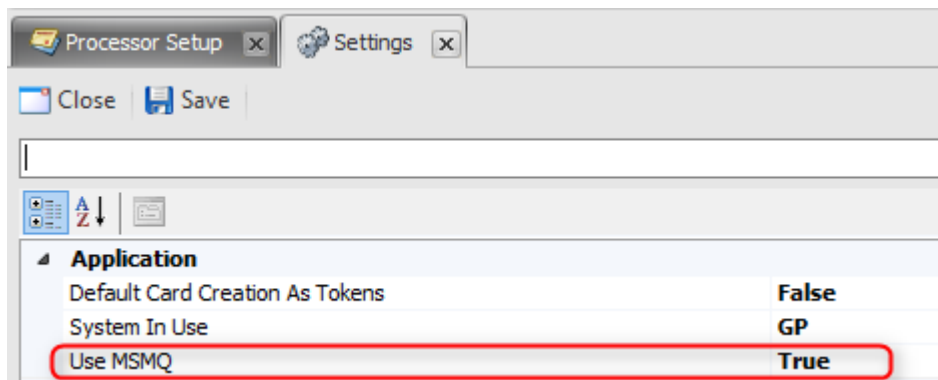 Processor Setup Settings
Close Save
A
Z
Application
Default Card Creation As Tokens False
System In Use GP
Use MSMQ True